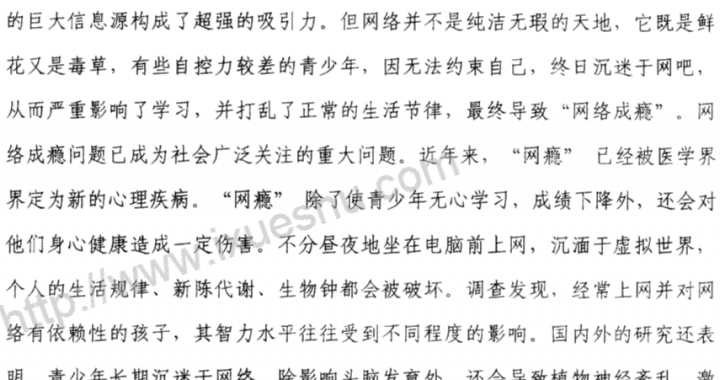 的巨大信息源构成了超强的吸引力。但网络并不是纯洁无瑕的天地，它既是鲜
花又是毒草，有些自控力较差的青少年，因无法约束自己，终日沉迷于网吧，
从而严重影响了学习，并打乱了正常的生活节律，最终导致“网络成瘾”。网
络成瘾问题已成为社会广泛关注的重大问题。近年来，“网瘾” 已经被医学界
界定为新的心理疾病。“网瘾” 除了使青少年无心学习，成绩下降外，还会对
他们身心健康造成一定伤害。不分昼夜地坐在电脑前上网，沉湎于虚拟世界，
个人的生活规律、新陈代谢、生物钟都会被破坏。调查发现，经常上网并对网
络有依赖性的孩子，其智力水平往往受到不同程度的影响。国内外的研究还表
明，青少年长期沉迷于网络，除影响头脑发育外，还会导致植物神经紊乱，激
http://www.ixueshu.com